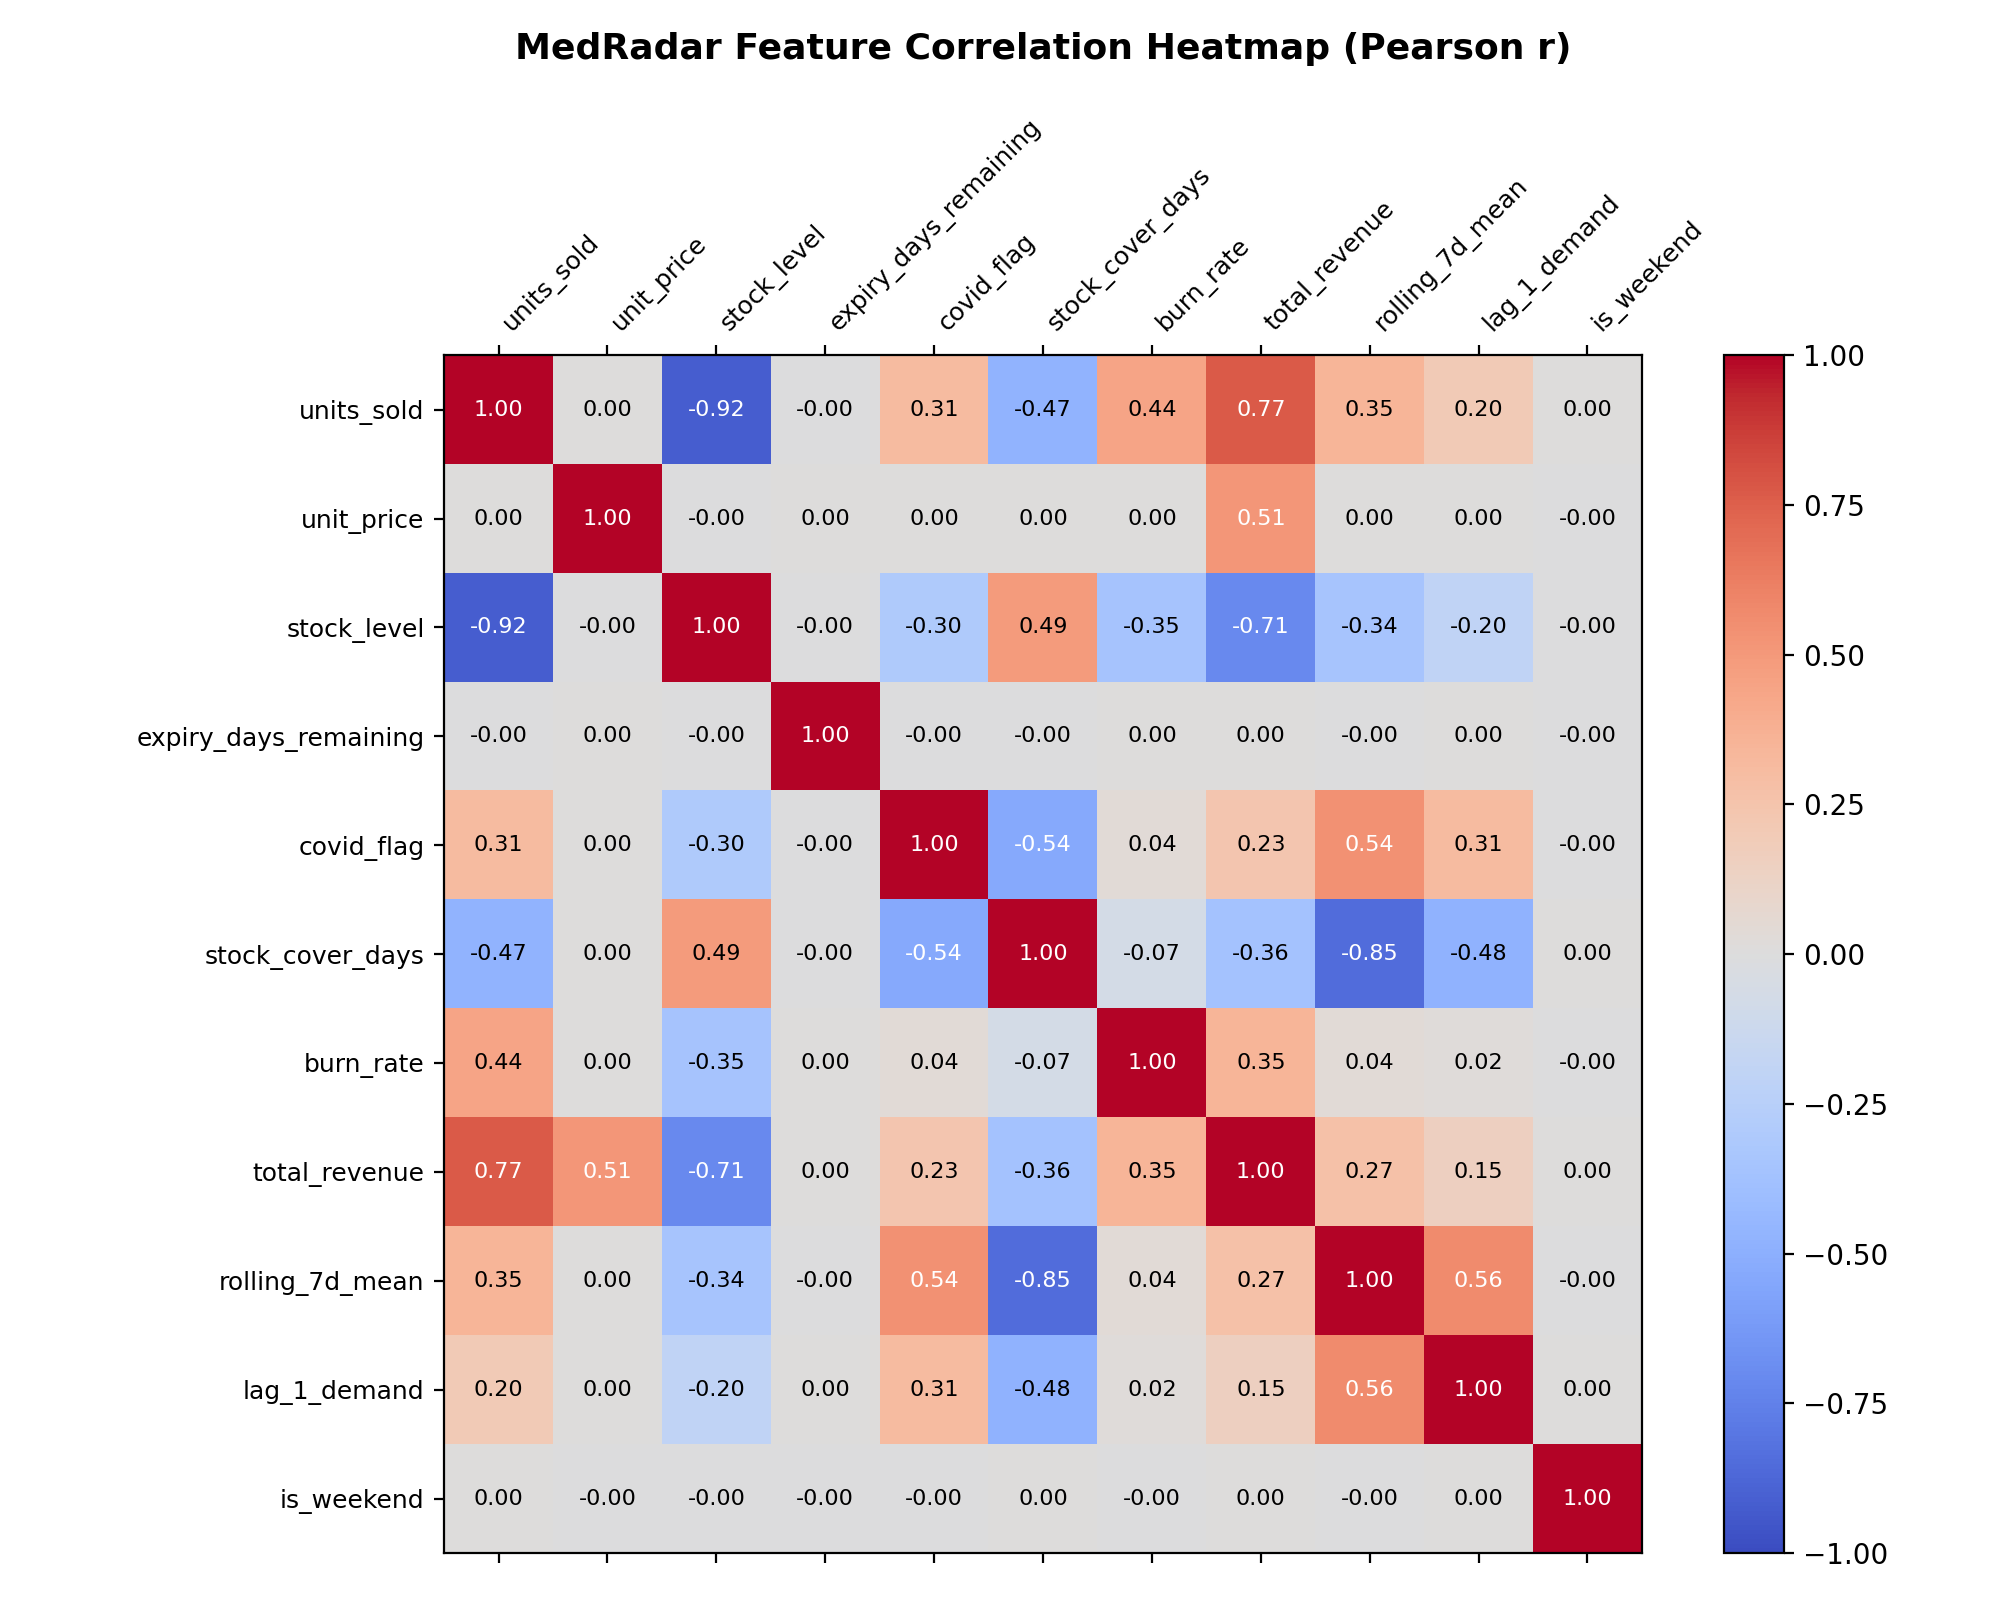 MedRadar Feature Correlation Heatmap (Pearson r)
units_sold unit_price stock_level expiry_days_remaining covid_flag stock_cover_days burn_rate total_revenue rolling_7d_mean lag_1_demand is_weekend
units_sold 1.00 0.00 -0.92 -0.00 0.31 -0.47 0.44 0.77 0.35 0.20 0.00
unit_price 0.00 1.00 -0.00 0.00 0.00 0.00 0.00 0.51 0.00 0.00 -0.00
stock_level -0.92 -0.00 1.00 -0.00 -0.30 0.49 -0.35 -0.71 -0.34 -0.20 -0.00
expiry_days_remaining -0.00 0.00 -0.00 1.00 -0.00 -0.00 0.00 0.00 -0.00 0.00 -0.00
covid_flag 0.31 0.00 -0.30 -0.00 1.00 -0.54 0.04 0.23 0.54 0.31 -0.00
stock_cover_days -0.47 0.00 0.49 -0.00 -0.54 1.00 -0.07 -0.36 -0.85 -0.48 0.00
burn_rate 0.44 0.00 -0.35 0.00 0.04 -0.07 1.00 0.35 0.04 0.02 -0.00
total_revenue 0.77 0.51 -0.71 0.00 0.23 -0.36 0.35 1.00 0.27 0.15 0.00
rolling_7d_mean 0.35 0.00 -0.34 -0.00 0.54 -0.85 0.04 0.27 1.00 0.56 -0.00
lag_1_demand 0.20 0.00 -0.20 0.00 0.31 -0.48 0.02 0.15 0.56 1.00 0.00
is_weekend 0.00 -0.00 -0.00 -0.00 -0.00 0.00 -0.00 0.00 -0.00 0.00 1.00
1.00
0.75
0.50
0.25
0.00
−0.25
−0.50
−0.75
−1.00